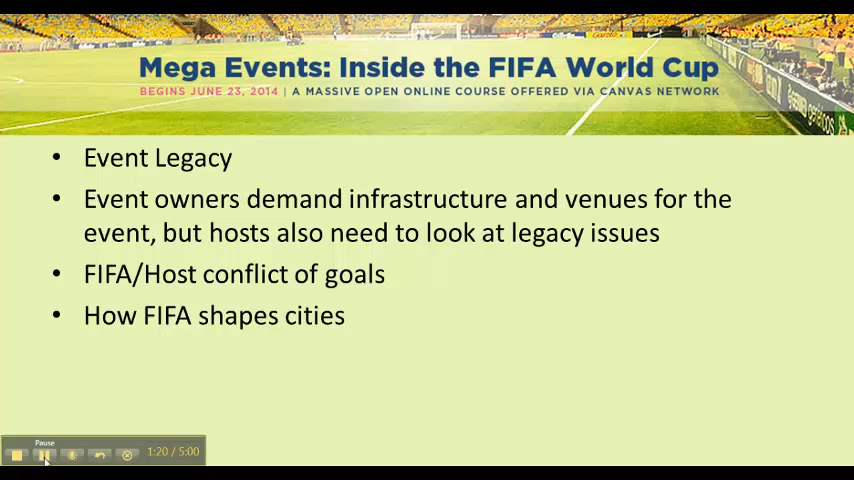 Mega Events: Inside the FIFA World Cup
BEGINS JUNE 23, 2014 | A MASSIVE OPEN ONLINE COURSE OFFERED VIA CANVAS NETWORK
• Event Legacy
• Event owners demand infrastructure and venues for the
event, but hosts also need to look at legacy issues
• FIFA/Host conflict of goals
• How FIFA shapes cities
Pause
1:20 / 5:00